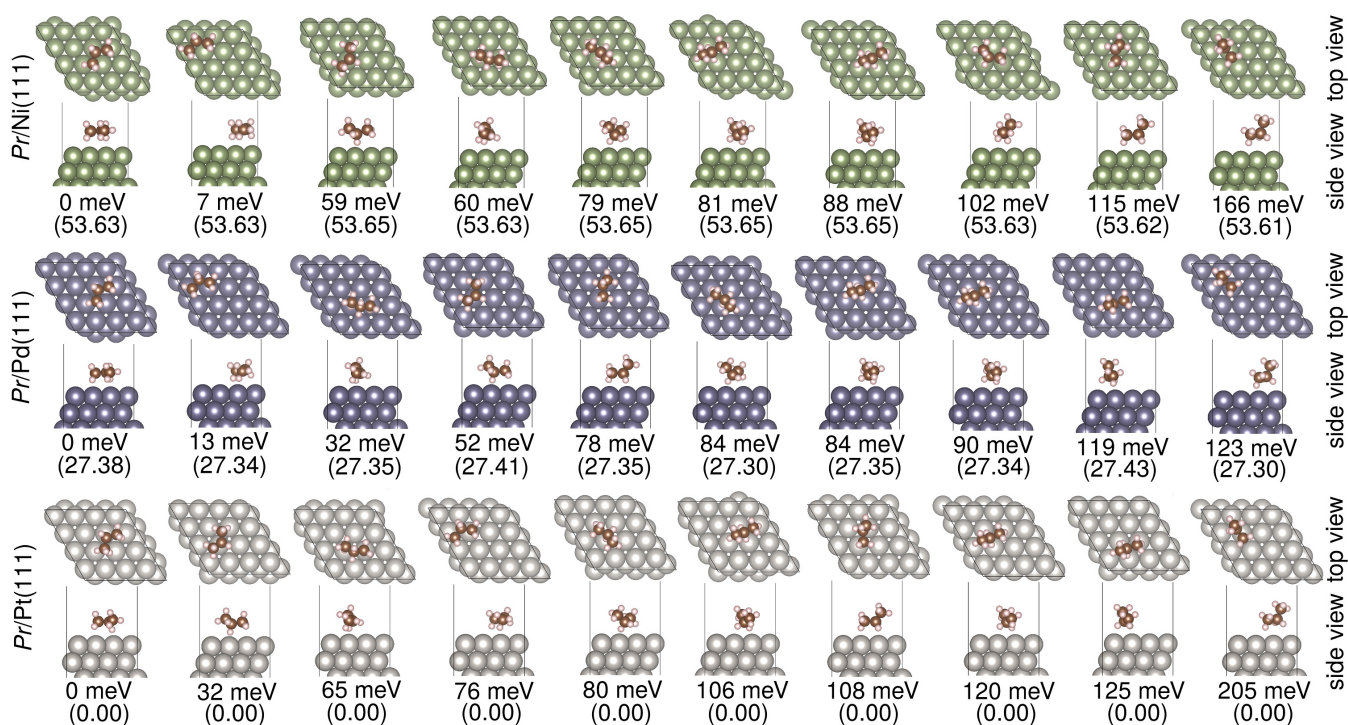 Pr/Ni(111)
side view top view
0 meV 7 meV 59 meV 60 meV 79 meV 81 meV 88 meV 102 meV 115 meV 166 meV
(53.63) (53.63) (53.65) (53.63) (53.65) (53.65) (53.65) (53.63) (53.62) (53.61)
Pr/Pd(111)
side view top view
0 meV 13 meV 32 meV 52 meV 78 meV 84 meV 84 meV 90 meV 119 meV 123 meV
(27.38) (27.34) (27.35) (27.41) (27.35) (27.30) (27.35) (27.34) (27.43) (27.30)
Pr/Pt(111)
side view top view
0 meV 32 meV 65 meV 76 meV 80 meV 106 meV 108 meV 120 meV 125 meV 205 meV
(0.00) (0.00) (0.00) (0.00) (0.00) (0.00) (0.00) (0.00) (0.00) (0.00)